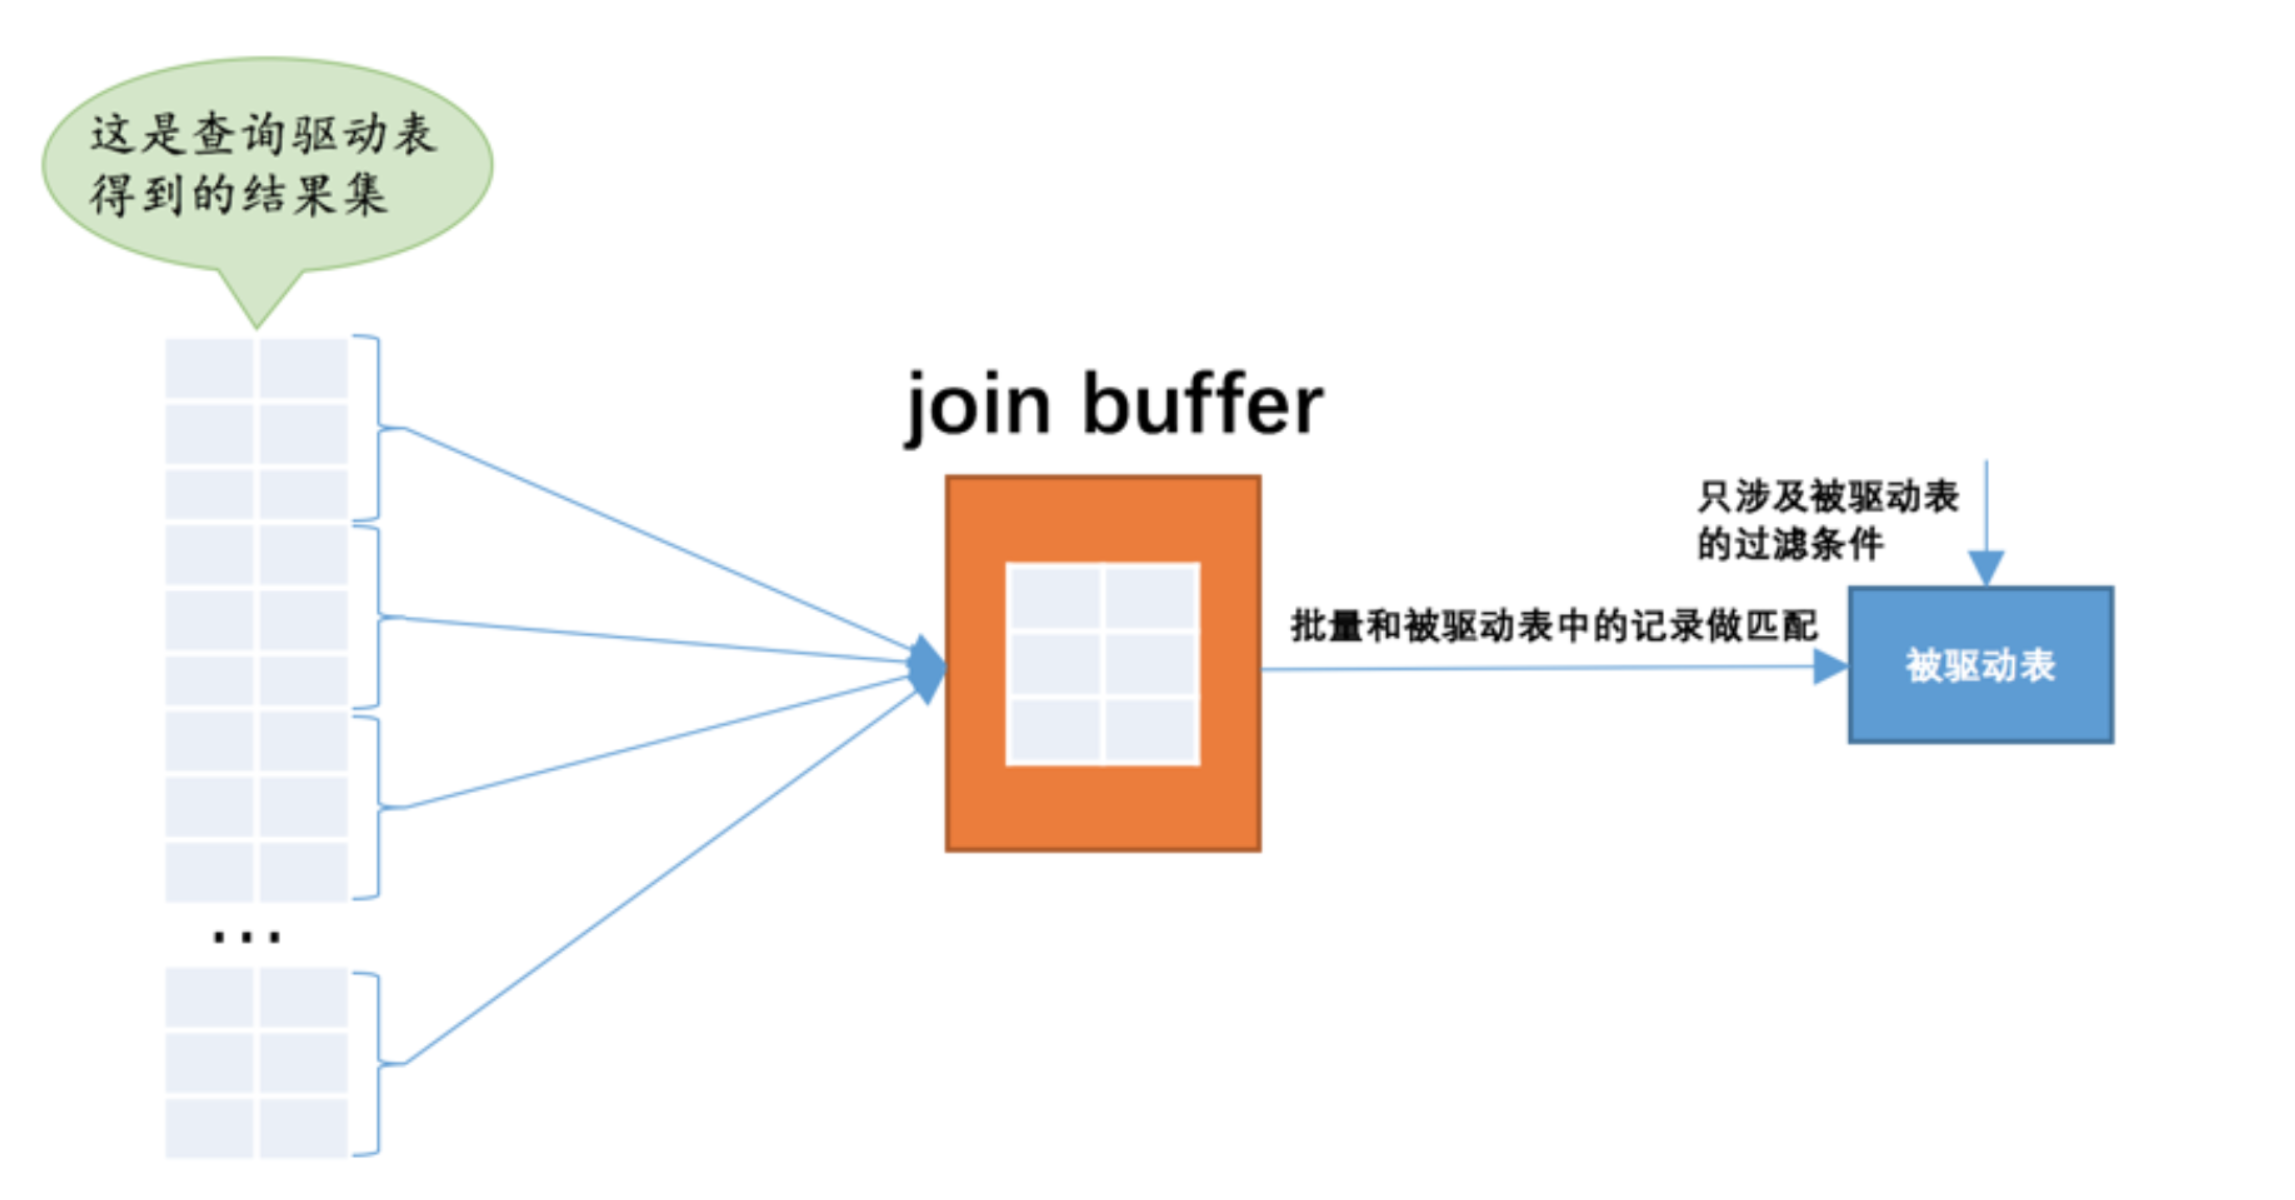 这是查询驱动表
得到的结果集
join buffer
只涉及被驱动表
的过滤条件
批量和被驱动表中的记录做匹配
被驱动表
...